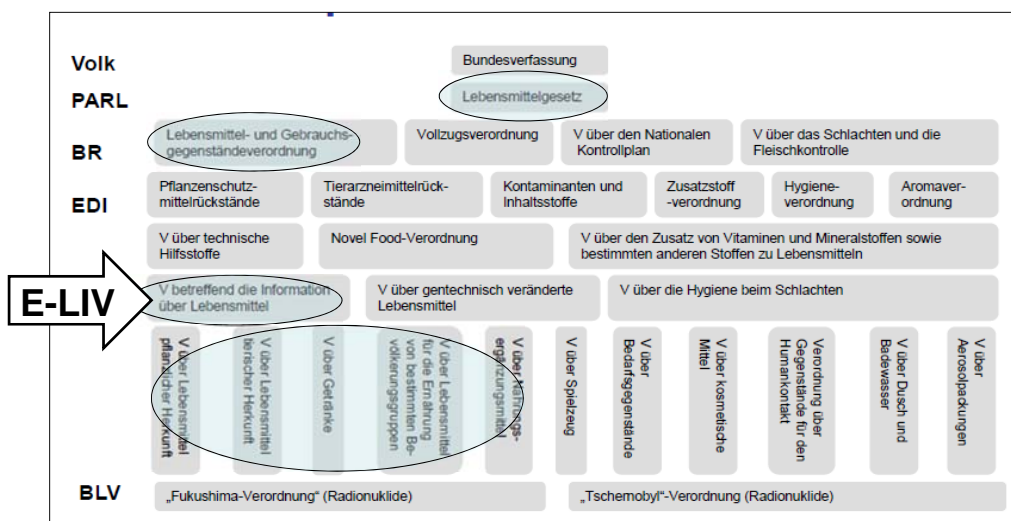 Volk
Bundesverfassung
PARL
Lebensmittelgesetz
BR
Lebensmittel- und Gebrauchs-
gegenständeverordnung
Vollzugsverordnung
V über den Nationalen
Kontrollplan
V über das Schlachten und die
Fleischkontrolle
EDI
Pflanzenschutz-
mittelrückstände
Tierarzneimittelrück-
stände
Kontaminanten und
Inhaltsstoffe
Zusatzstoff
-verordnung
Hygiene-
verordnung
Aromaver-
ordnung
V über technische
Hilfsstoffe
Novel Food-Verordnung
V über den Zusatz von Vitaminen und Mineralstoffen sowie
bestimmten anderen Stoffen zu Lebensmitteln
E-LIV
V betreffend die Information
über Lebensmittel
V über gentechnisch veränderte
Lebensmittel
V über die Hygiene beim Schlachten
V über Lebensmittel
pflanzlicher Herkunft
V über Lebensmittel
tierischer Herkunft
V über Getränke
V über Lebensmittel
für die Ernährung
von bestimmten Be-
völkerungsgruppen
V über Nahrungs-
ergänzungsmittel
V über Spielzeug
V über
Bedarfsgegenstände
V über kosmetische
Mittel
Verordnung über
Gegenstände für den
Humankontakt
V über Dusch und
Badewasser
V über
Aerosolpackungen
BLV
„Fukushima-Verordnung“ (Radionuklide)
„Tschernobyl“-Verordnung (Radionuklide)